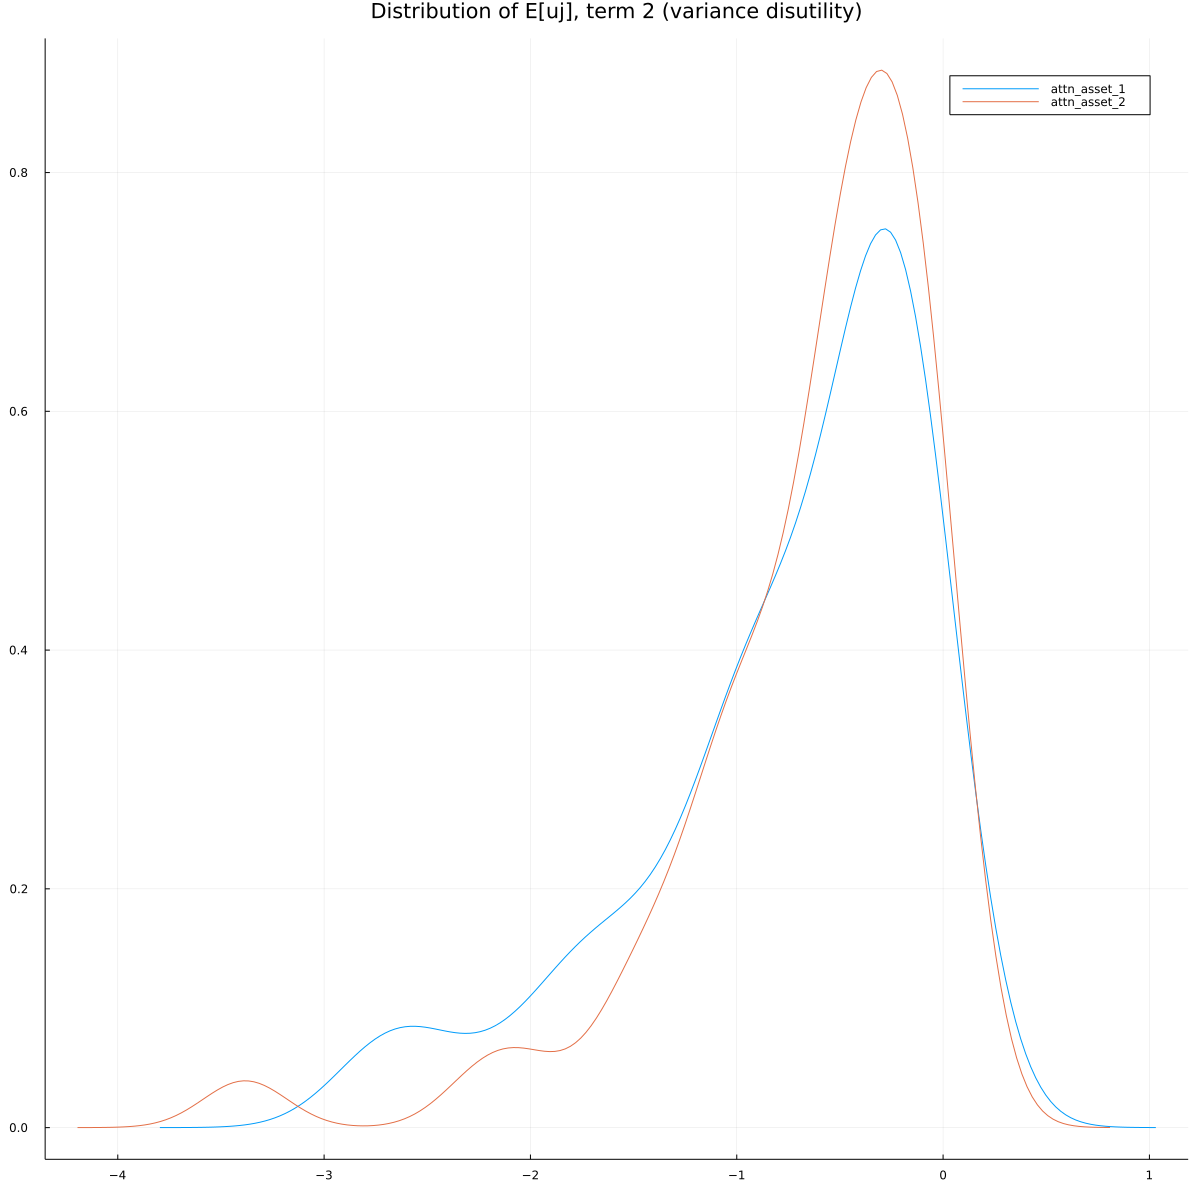 Distribution of E[uj], term 2 (variance disutility)
attn_asset_1
attn_asset_2
0.8
0.6
0.4
0.2
0.0
−4 −3 −2 −1 0 1